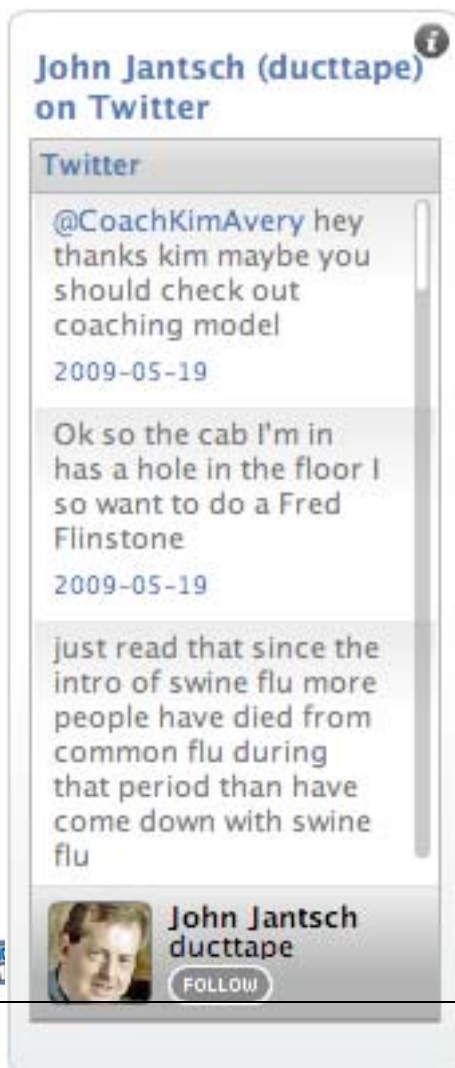 John Jantsch (ducttape)
on Twitter
Twitter
@CoachKimAvery hey
thanks kim maybe you
should check out
coaching model
2009-05-19
Ok so the cab I'm in
has a hole in the floor I
so want to do a Fred
Flinstone
2009-05-19
just read that since the
intro of swine flu more
people have died from
common flu during
that period than have
come down with swine
flu
John Jantsch
ducttape
FOLLOW